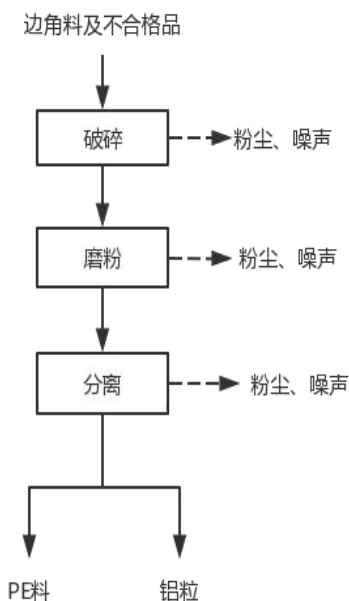 边角料及不合格品
破碎
粉尘、噪声
磨粉
粉尘、噪声
分离
粉尘、噪声
PE料
铝粒